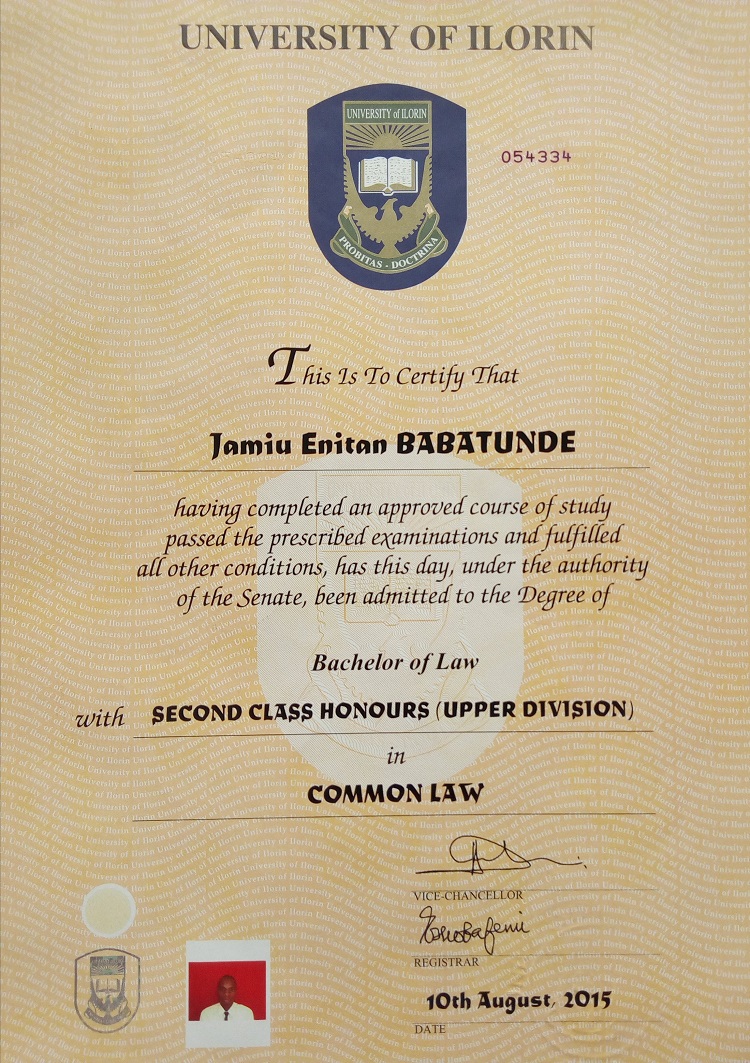 UNIVERSITY OF ILORIN
UNIVERSITY of ILORIN
054334
PROBITAS - DOCTRINA
This Is To Certify That
Jamiu Enitan BABATUNDE
having completed an approved course of study
passed the prescribed examinations and fulfilled
all other conditions, has this day, under the authority
of the Senate, been admitted to the Degree of
Bachelor of Law
with SECOND CLASS HONOURS (UPPER DIVISION)
in
COMMON LAW
VICE-CHANCELLOR
REGISTRAR
10th August, 2015
DATE